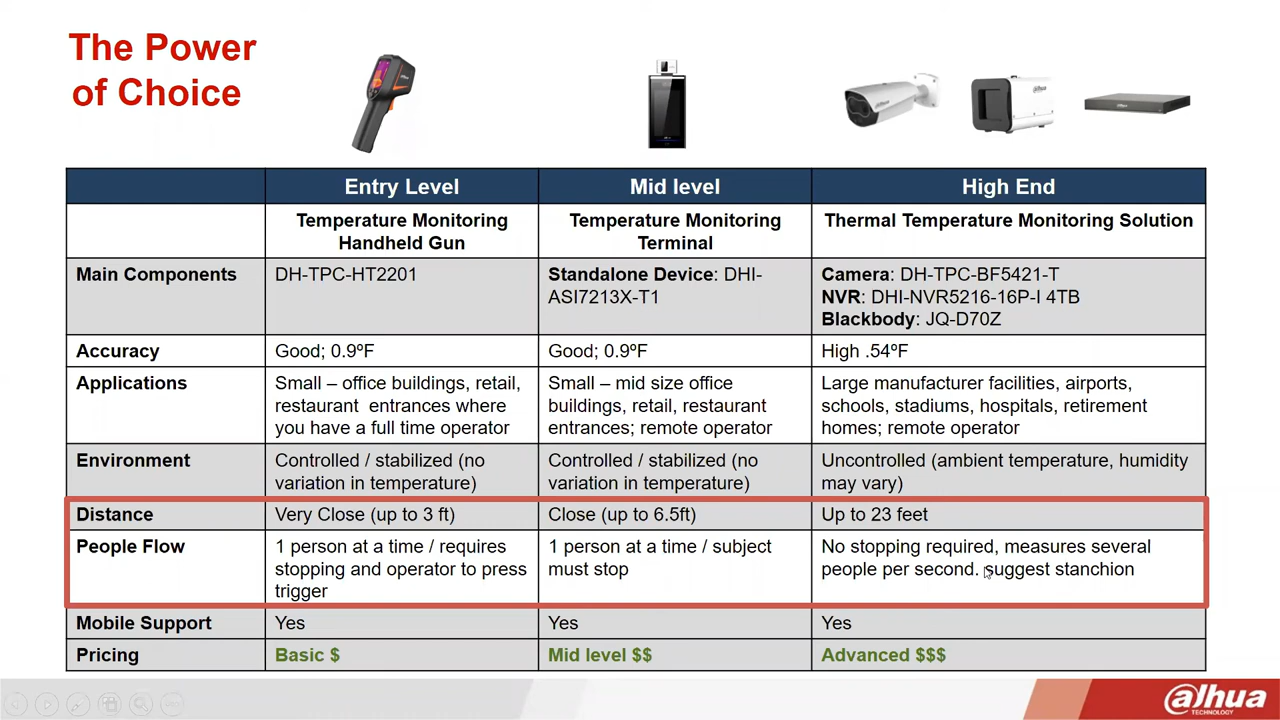 The Power
of Choice
Entry Level
Mid level
High End
Temperature Monitoring
Handheld Gun
Temperature Monitoring
Terminal
Thermal Temperature Monitoring Solution
Main Components
DH-TPC-HT2201
Standalone Device: DHI-
ASI7213X-T1
Camera: DH-TPC-BF5421-T
NVR: DHI-NVR5216-16P-I 4TB
Blackbody: JQ-D70Z
Accuracy
Good; 0.9ºF
Good; 0.9ºF
High .54ºF
Applications
Small – office buildings, retail,
restaurant entrances where
you have a full time operator
Small – mid size office
buildings, retail, restaurant
entrances; remote operator
Large manufacturer facilities, airports,
schools, stadiums, hospitals, retirement
homes; remote operator
Environment
Controlled / stabilized (no
variation in temperature)
Controlled / stabilized (no
variation in temperature)
Uncontrolled (ambient temperature, humidity
may vary)
Distance
Very Close (up to 3 ft)
Close (up to 6.5ft)
Up to 23 feet
People Flow
1 person at a time / requires
stopping and operator to press
trigger
1 person at a time / subject
must stop
No stopping required, measures several
people per second. suggest stanchion
Mobile Support
Yes
Yes
Yes
Pricing
Basic $
Mid level $$
Advanced $$$
alhua
TECHNOLOGY